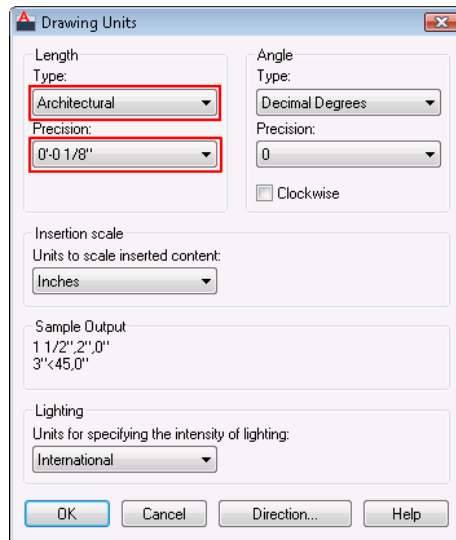 Drawing Units
Length
Type:
Architectural
Precision:
0'-0 1/8"
Angle
Type:
Decimal Degrees
Precision:
0
Clockwise
Insertion scale
Units to scale inserted content:
Inches
Sample Output
1 1/2",2",0"
3"<45,0"
Lighting
Units for specifying the intensity of lighting:
International
OK
Cancel
Direction...
Help